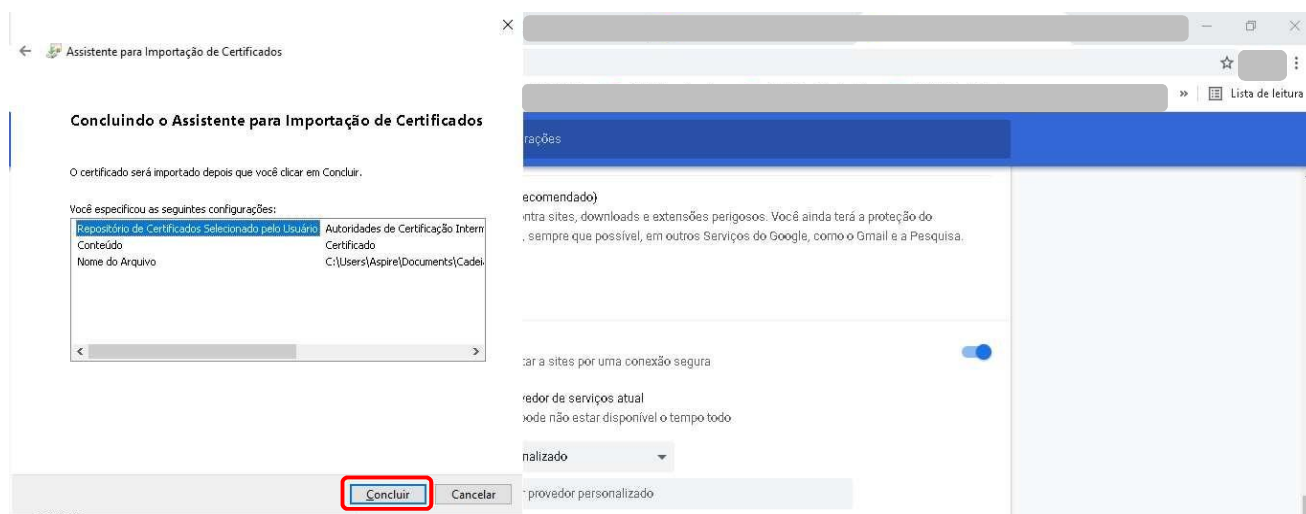 Assistente para Importação de Certificados
Lista de leitura
Concluindo o Assistente para Importação de Certificados
rações
O certificado será importado depois que você clicar em Concluir.
Você especificou as seguintes configurações:
Repositório de Certificados Selecionado pelo Usuário Autoridades de Certificação Interm
Conteúdo Certificado
Nome do Arquivo C:\Users\Aspire\Documents\Cadei
ecomendado)
ntra sites, downloads e extensões perigosos. Você ainda terá a proteção do
, sempre que possível, em outros Serviços do Google, como o Gmail e a Pesquisa.
tar a sites por uma conexão segura
vedor de serviços atual
pode não estar disponível o tempo todo
nalizado
r provedor personalizado
Concluir Cancelar